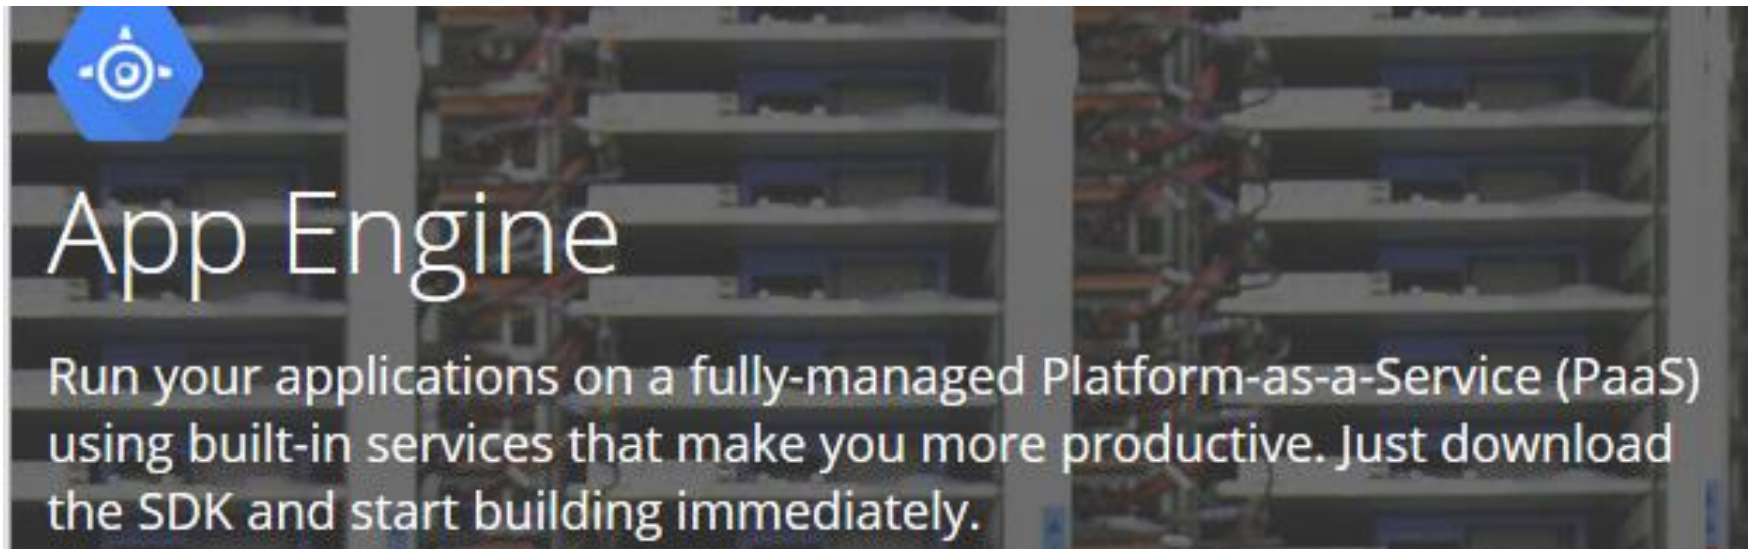 App Engine
Run your applications on a fully-managed Platform-as-a-Service (PaaS)
using built-in services that make you more productive. Just download
the SDK and start building immediately.